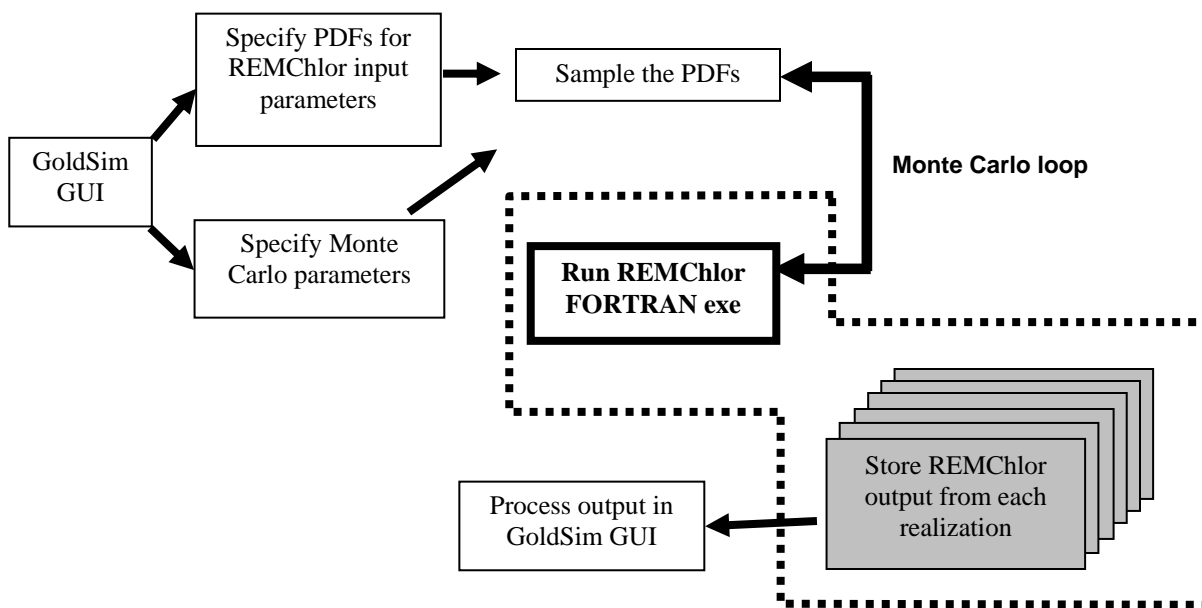 Specify PDFs for
REMChlor input
parameters
Sample the PDFs
GoldSim
GUI
Monte Carlo loop
Specify Monte
Carlo parameters
Run REMChlor
FORTRAN exe
Store REMChlor
output from each
realization
Process output in
GoldSim GUI